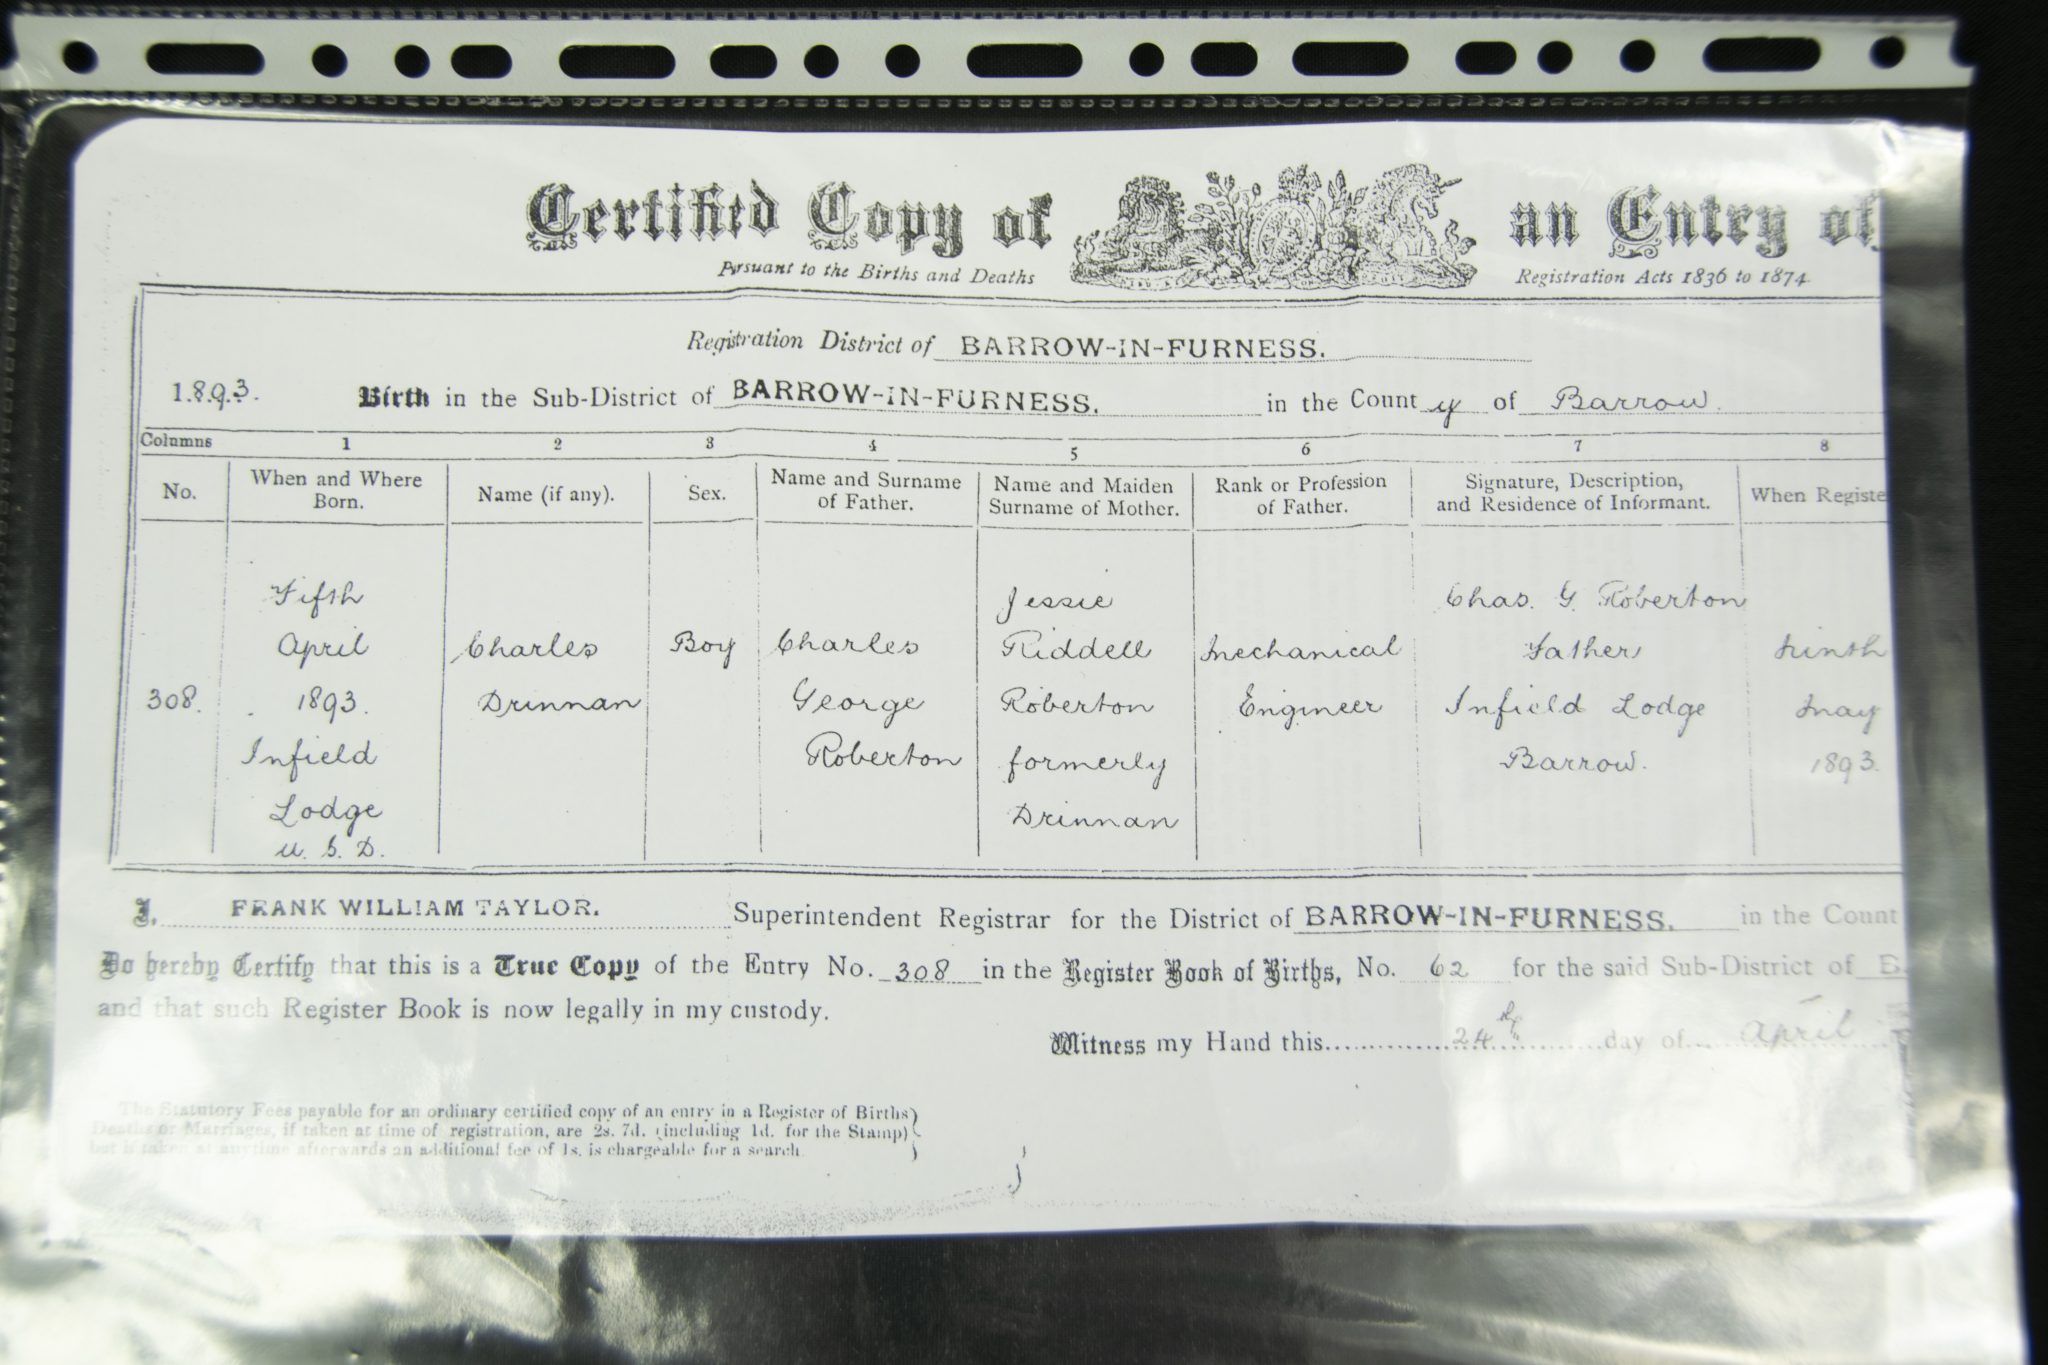 Certified Copy of an Entry of
Pursuant to the Births and Deaths Registration Acts 1836 to 1874
Registration District of BARROW-IN-FURNESS.
1893. Birth in the Sub-District of BARROW-IN-FURNESS. in the County of Barrow.
Columns 1 2 3 4 5 6 7 8
No.
When and Where
Born.
Name (if any).
Sex.
Name and Surname
of Father.
Name and Maiden
Surname of Mother.
Rank or Profession
of Father.
Signature, Description,
and Residence of Informant.
When Registe
308.
Fifth
April
1893.
Infield
Lodge
U. S. D.
Charles
Drinnan
Boy
Charles
George
Roberton
Jessie
Riddell
Roberton
formerly
Drinnan
Mechanical
Engineer
Chas. G. Roberton
Father
Infield Lodge
Barrow.
Ninth
May
1893.
I, FRANK WILLIAM TAYLOR. Superintendent Registrar for the District of BARROW-IN-FURNESS. in the Count
Do hereby Certify that this is a True Copy of the Entry No. 308 in the Register Book of Births, No. 62 for the said Sub-District of B
and that such Register Book is now legally in my custody.
Witness my Hand this 24th day of April
The Statutory Fees payable for an ordinary certified copy of an entry in a Register of Births
Deaths or Marriages, if taken at time of registration, are 2s. 7d. (including 1d. for the Stamp)
but if taken at anytime afterwards an additional fee of 1s. is chargeable for a search.